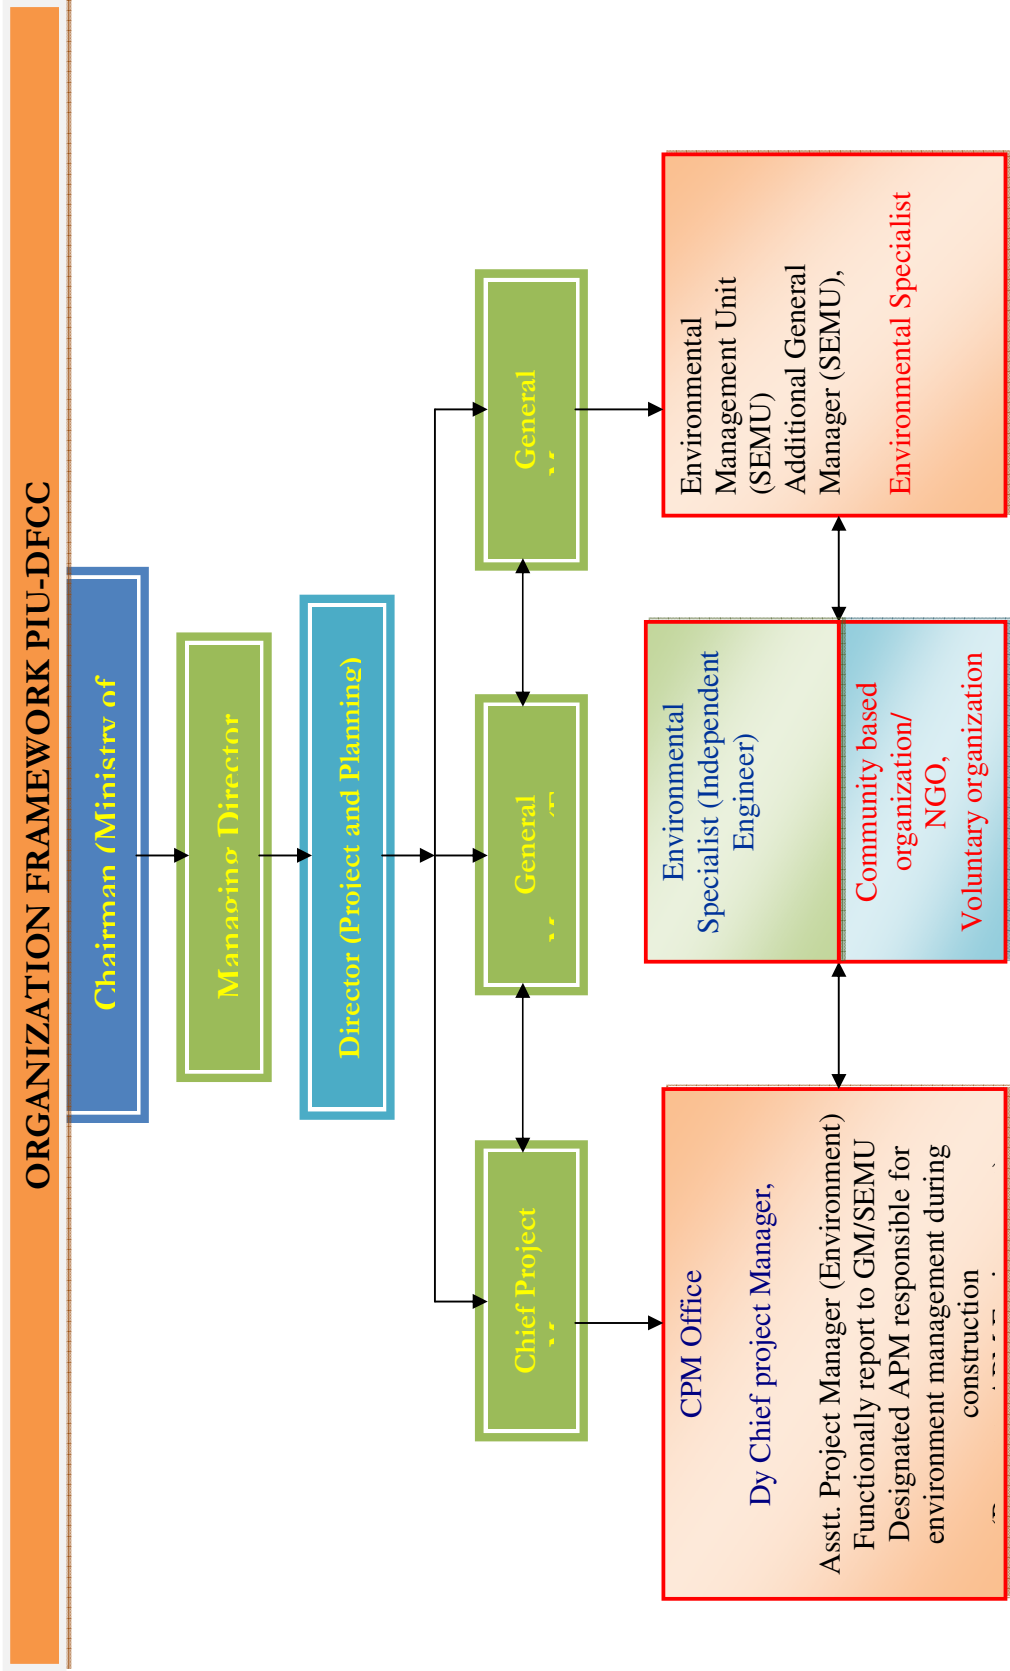 ORGANIZATION FRAMEWORK PIU-DFCC
Chairman (Ministry of
Managing Director
Director (Project and Planning)
Chief Project
General
General
CPM Office
Dy Chief project Manager,
Asstt. Project Manager (Environment)
Functionally report to GM/SEMU
Designated APM responsible for
environment management during
construction
Environmental
Specialist (Independent
Engineer)
Community based
organization/
NGO,
Voluntary organization
Environmental
Management Unit
(SEMU)
Additional General
Manager (SEMU),
Environmental Specialist